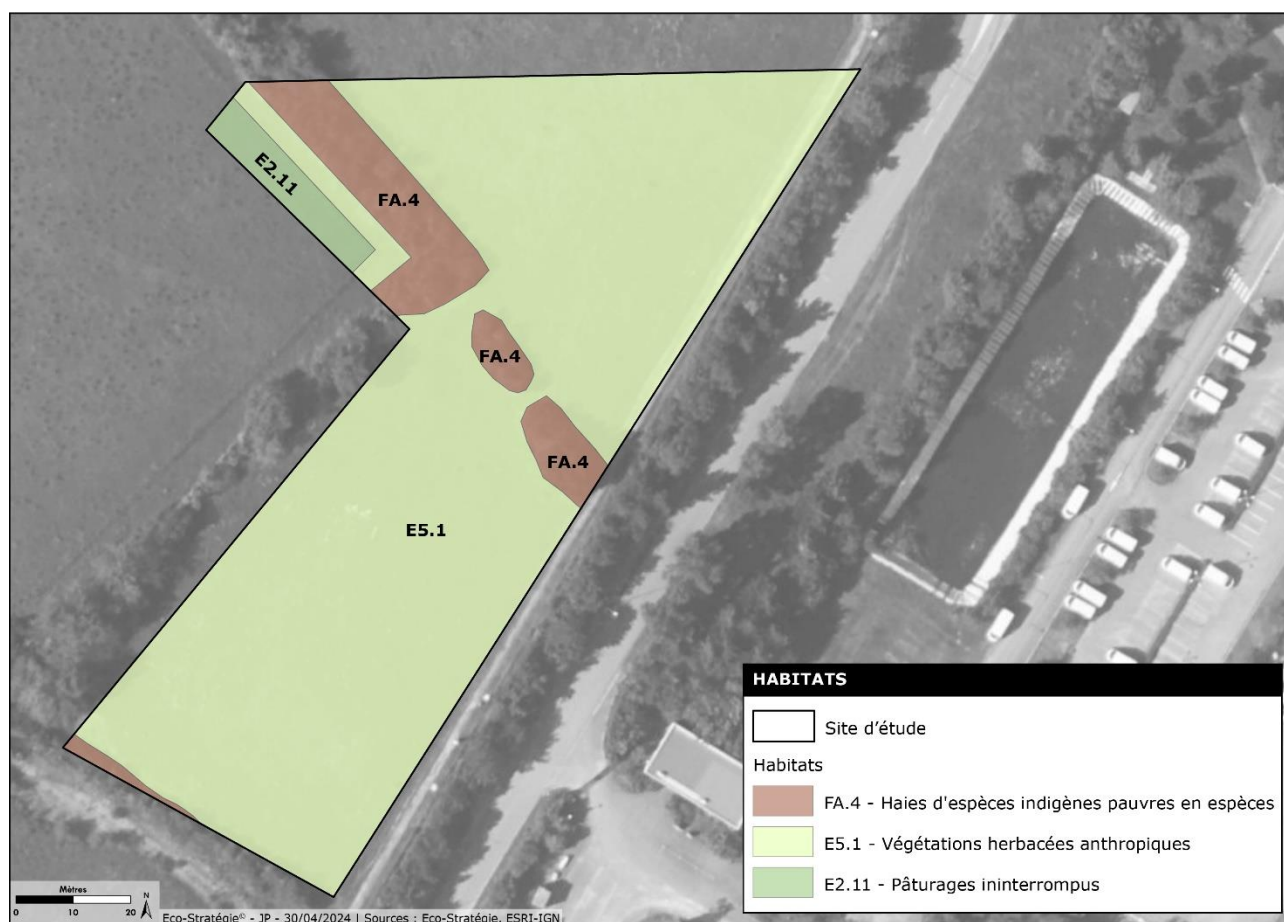 E2.11
FA.4
FA.4
FA.4
E5.1
HABITATS
Site d'étude
Habitats
FA.4 - Haies d'espèces indigènes pauvres en espèces
E5.1 - Végétations herbacées anthropiques
E2.11 - Pâturages ininterrompus
Mètres
N
0 10 20
Eco-Stratégie© - JP - 30/04/2024 | Sources : Eco-Stratégie, ESRI-IGN